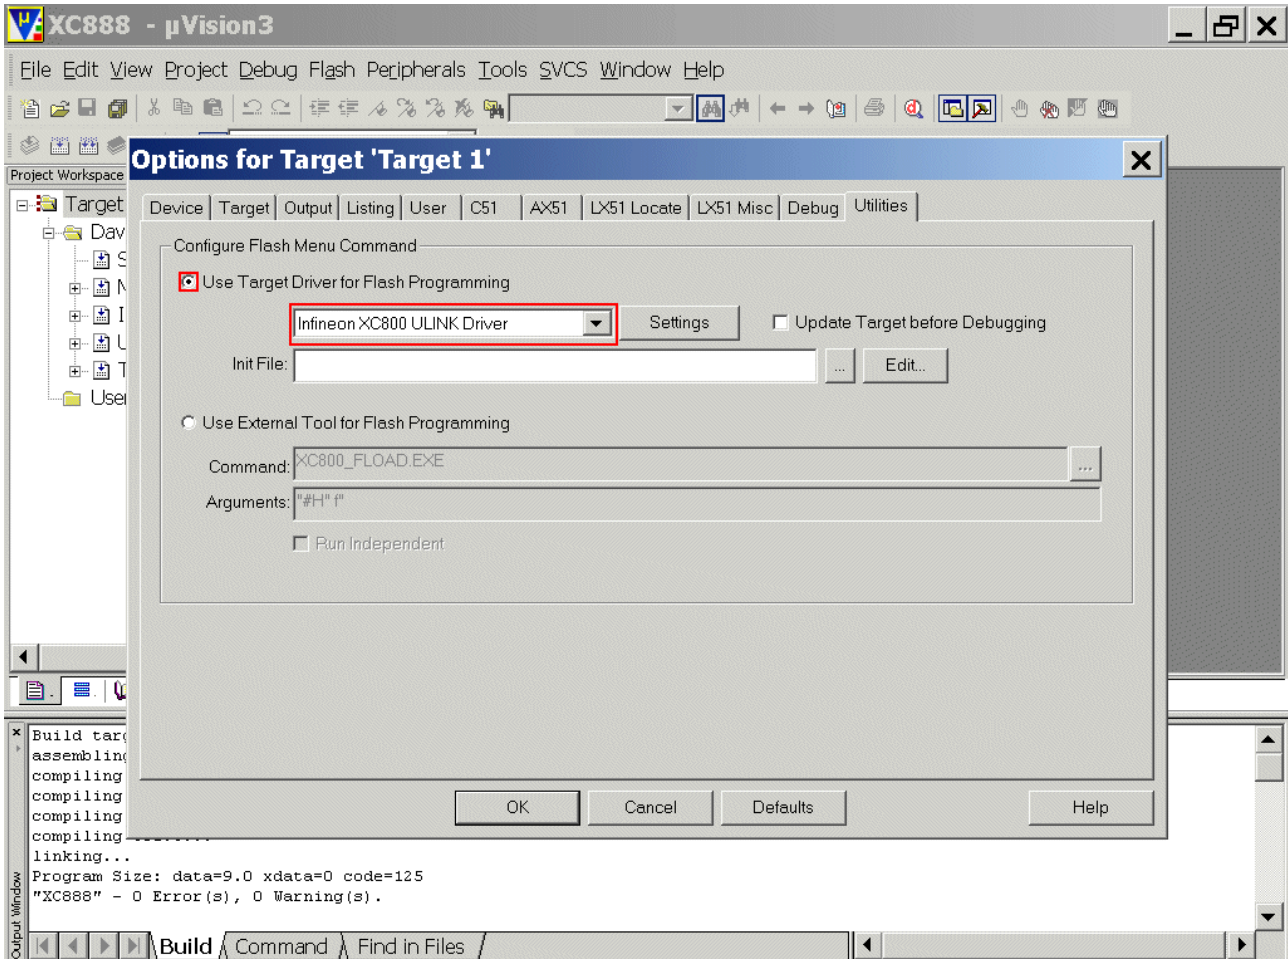 XC888 - µVision3
File Edit View Project Debug Flash Peripherals Tools SVCS Window Help
Options for Target 'Target 1'
Project Workspace
Target
Device Target Output Listing User C51 AX51 LX51 Locate LX51 Misc Debug Utilities
Dav
Configure Flash Menu Command
S
Use Target Driver for Flash Programming
N
I
Infineon XC800 ULINK Driver Settings Update Target before Debugging
U
Init File: ... Edit...
T
User
Use External Tool for Flash Programming
Command: XC800_FLOAD.EXE ...
Arguments: "#H" f"
Run Independent
Build targ
assembling
compiling
compiling
compiling
OK Cancel Defaults Help
compiling
linking...
Program Size: data=9.0 xdata=0 code=125
"XC888" - 0 Error(s), 0 Warning(s).
Output Window
Build Command Find in Files